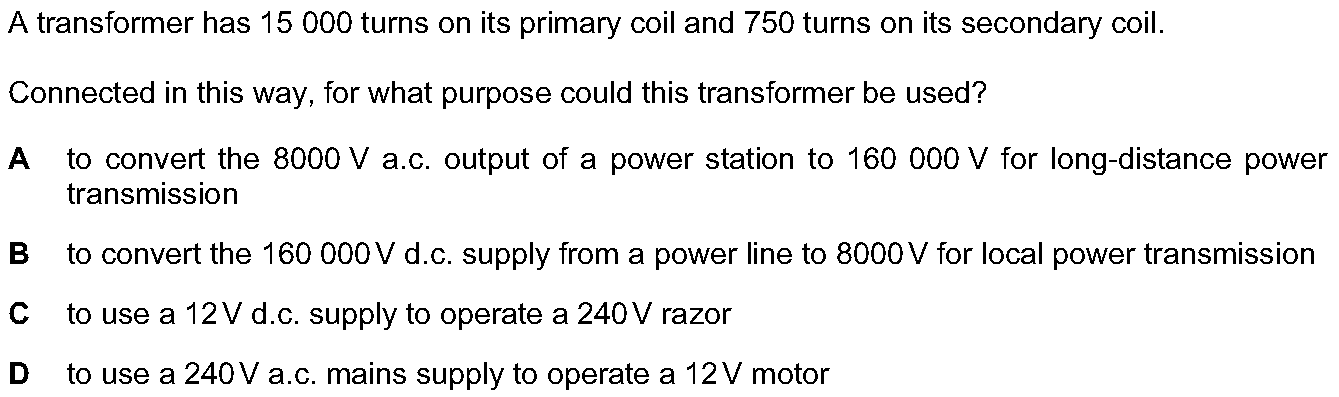 A transformer has 15 000 turns on its primary coil and 750 turns on its secondary coil.
Connected in this way, for what purpose could this transformer be used?
A to convert the 8000 V a.c. output of a power station to 160 000 V for long-distance power
transmission
B to convert the 160 000 V d.c. supply from a power line to 8000 V for local power transmission
C to use a 12 V d.c. supply to operate a 240 V razor
D to use a 240 V a.c. mains supply to operate a 12 V motor